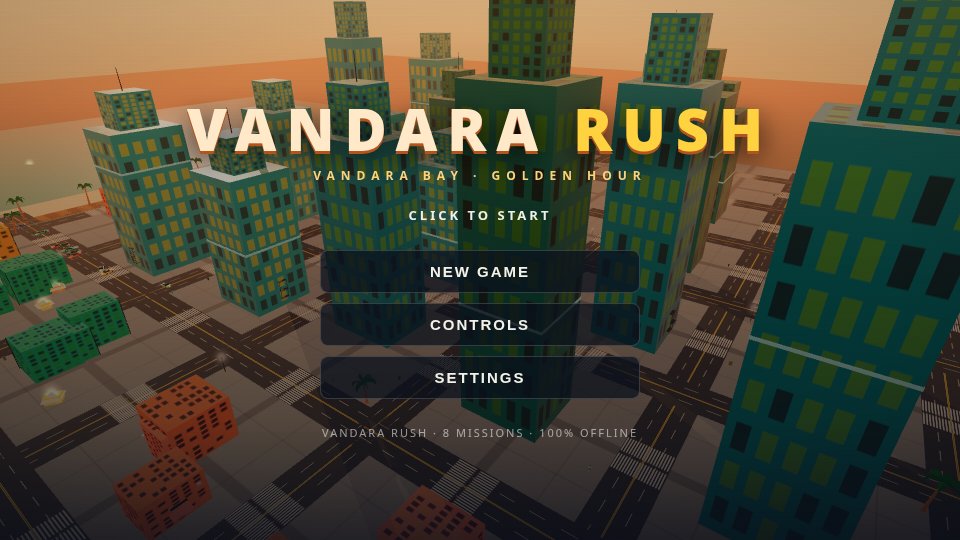 VANDARA RUSH
VANDARA BAY · GOLDEN HOUR
CLICK TO START
NEW GAME
CONTROLS
SETTINGS
VANDARA RUSH · 8 MISSIONS · 100% OFFLINE